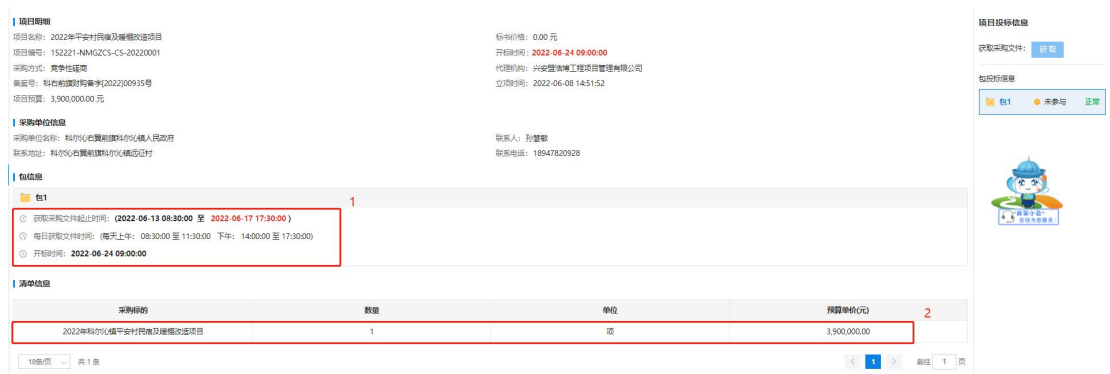 项目明细
项目名称: 2022年平安村民宿及暖棚改造项目
标书价格: 0.00 元
项目编号: 152221-NMGZCS-CS-20220001
开标时间: 2022-06-24 09:00:00
采购方式: 竞争性磋商
代理机构: 兴安盟浩博工程项目管理有限公司
备案号: 科右前旗财购备字[2022]00935号
立项时间: 2022-06-08 14:51:52
项目预算: 3,900,000.00 元
采购单位信息
采购单位名称: 科尔沁右翼前旗科尔沁镇人民政府
联系人: 孙慧敏
联系地址: 科尔沁右翼前旗科尔沁镇远征村
联系电话: 18947820928
包信息
包1
1
获取采购文件起止时间: (2022-06-13 08:30:00 至 2022-06-17 17:30:00 )
每日获取文件时间: (每天上午: 08:30:00 至 11:30:00 下午: 14:00:00 至 17:30:00)
开标时间: 2022-06-24 09:00:00
清单信息
采购标的 数量 单位 预算单价(元)
2
2022年科尔沁镇平安村民宿及暖棚改造项目 1 项 3,900,000.00
10条/页 共 1 条
< 1 > 前往 1 页
项目投标信息
获取采购文件: 获取
包投标信息
包1 未参与 正常
在线为您服务